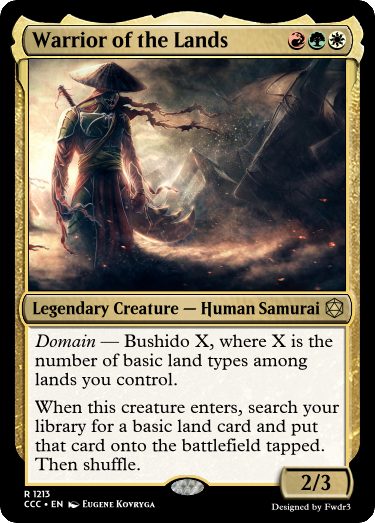 Warrior of the Lands
Legendary Creature — Human Samurai
Domain — Bushido X, where X is the
number of basic land types among
lands you control.
When this creature enters, search your
library for a basic land card and put
that card onto the battlefield tapped.
Then shuffle.
2/3
R 1213
CCC • EN Eugene Kovryga
Designed by Fwdr3